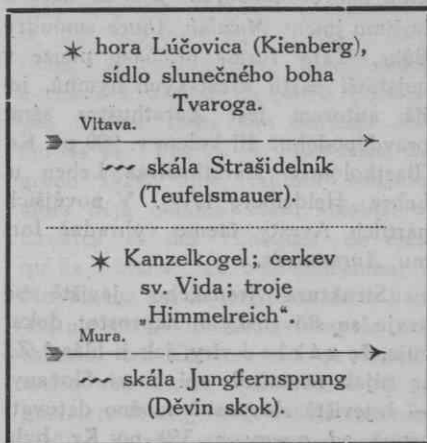 ✶ hora Lúčovica (Kienberg),
sídlo slunečného boha
Tvaroga.
Vltava.
skála Strašidelník
(Teufelsmauer).
✶ Kanzelkogel; cerkev
sv. Vida; troje
„Himmelreich“.
Mura.
skála Jungfernsprung
(Děvin skok).